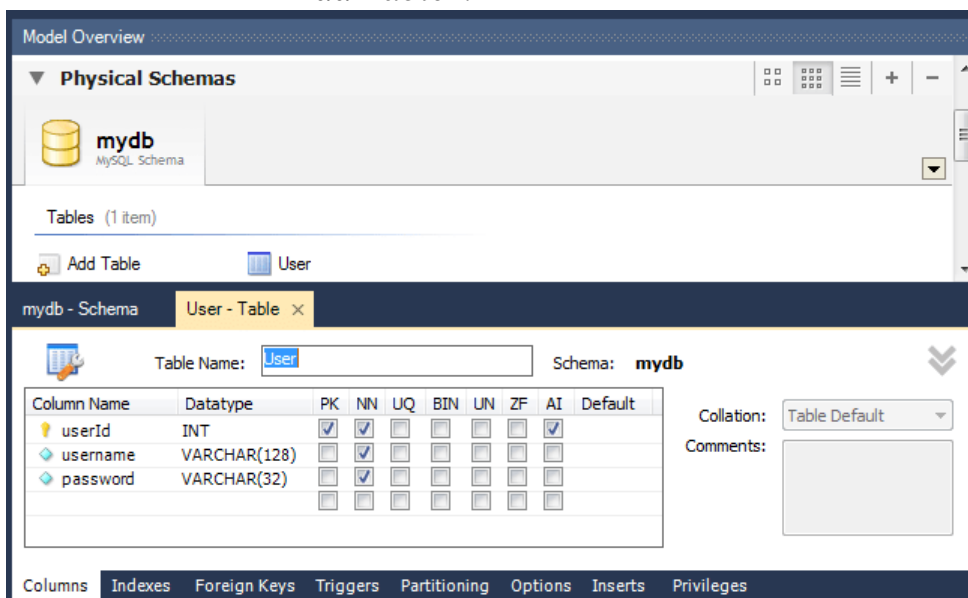 Model Overview
Physical Schemas
mydb
MySQL Schema
Tables (1 item)
Add Table
User
mydb - Schema
User - Table
Table Name: User
Schema: mydb
Column Name Datatype PK NN UQ BIN UN ZF AI Default
userId INT
username VARCHAR(128)
password VARCHAR(32)
Collation: Table Default
Comments:
Columns Indexes Foreign Keys Triggers Partitioning Options Inserts Privileges